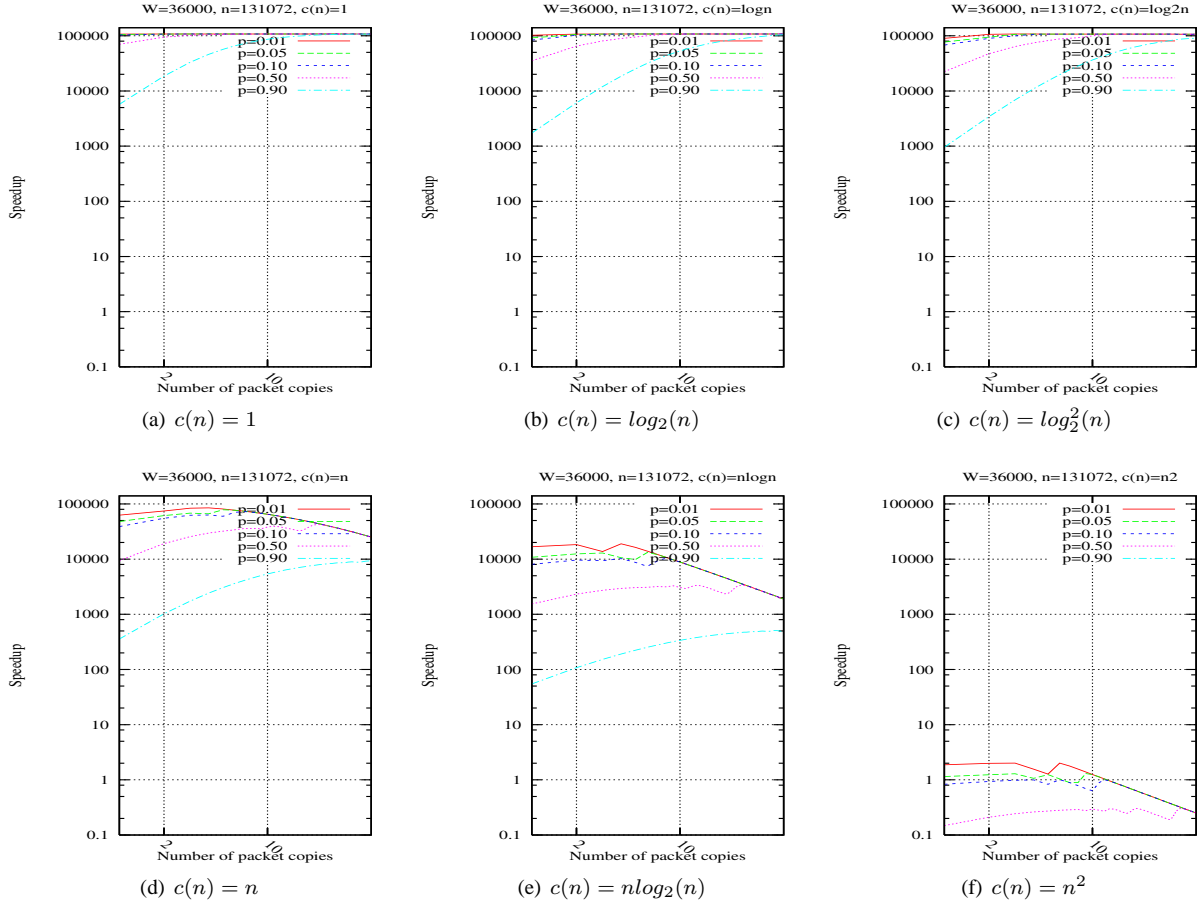 W=36000, n=131072, c(n)=1
100000
10000
1000
100
10
1
0.1
Speedup
p=0.01
p=0.05
p=0.10
p=0.50
p=0.90
2
10
Number of packet copies
(a) c(n) = 1
W=36000, n=131072, c(n)=logn
100000
10000
1000
100
10
1
0.1
Speedup
p=0.01
p=0.05
p=0.10
p=0.50
p=0.90
2
10
Number of packet copies
(b) c(n) = log₂(n)
W=36000, n=131072, c(n)=log2n
100000
10000
1000
100
10
1
0.1
Speedup
p=0.01
p=0.05
p=0.10
p=0.50
p=0.90
2
10
Number of packet copies
(c) c(n) = log₂²(n)
W=36000, n=131072, c(n)=n
100000
10000
1000
100
10
1
0.1
Speedup
p=0.01
p=0.05
p=0.10
p=0.50
p=0.90
2
10
Number of packet copies
(d) c(n) = n
W=36000, n=131072, c(n)=nlogn
100000
10000
1000
100
10
1
0.1
Speedup
p=0.01
p=0.05
p=0.10
p=0.50
p=0.90
2
10
Number of packet copies
(e) c(n) = nlog₂(n)
W=36000, n=131072, c(n)=n2
100000
10000
1000
100
10
1
0.1
Speedup
p=0.01
p=0.05
p=0.10
p=0.50
p=0.90
2
10
Number of packet copies
(f) c(n) = n²